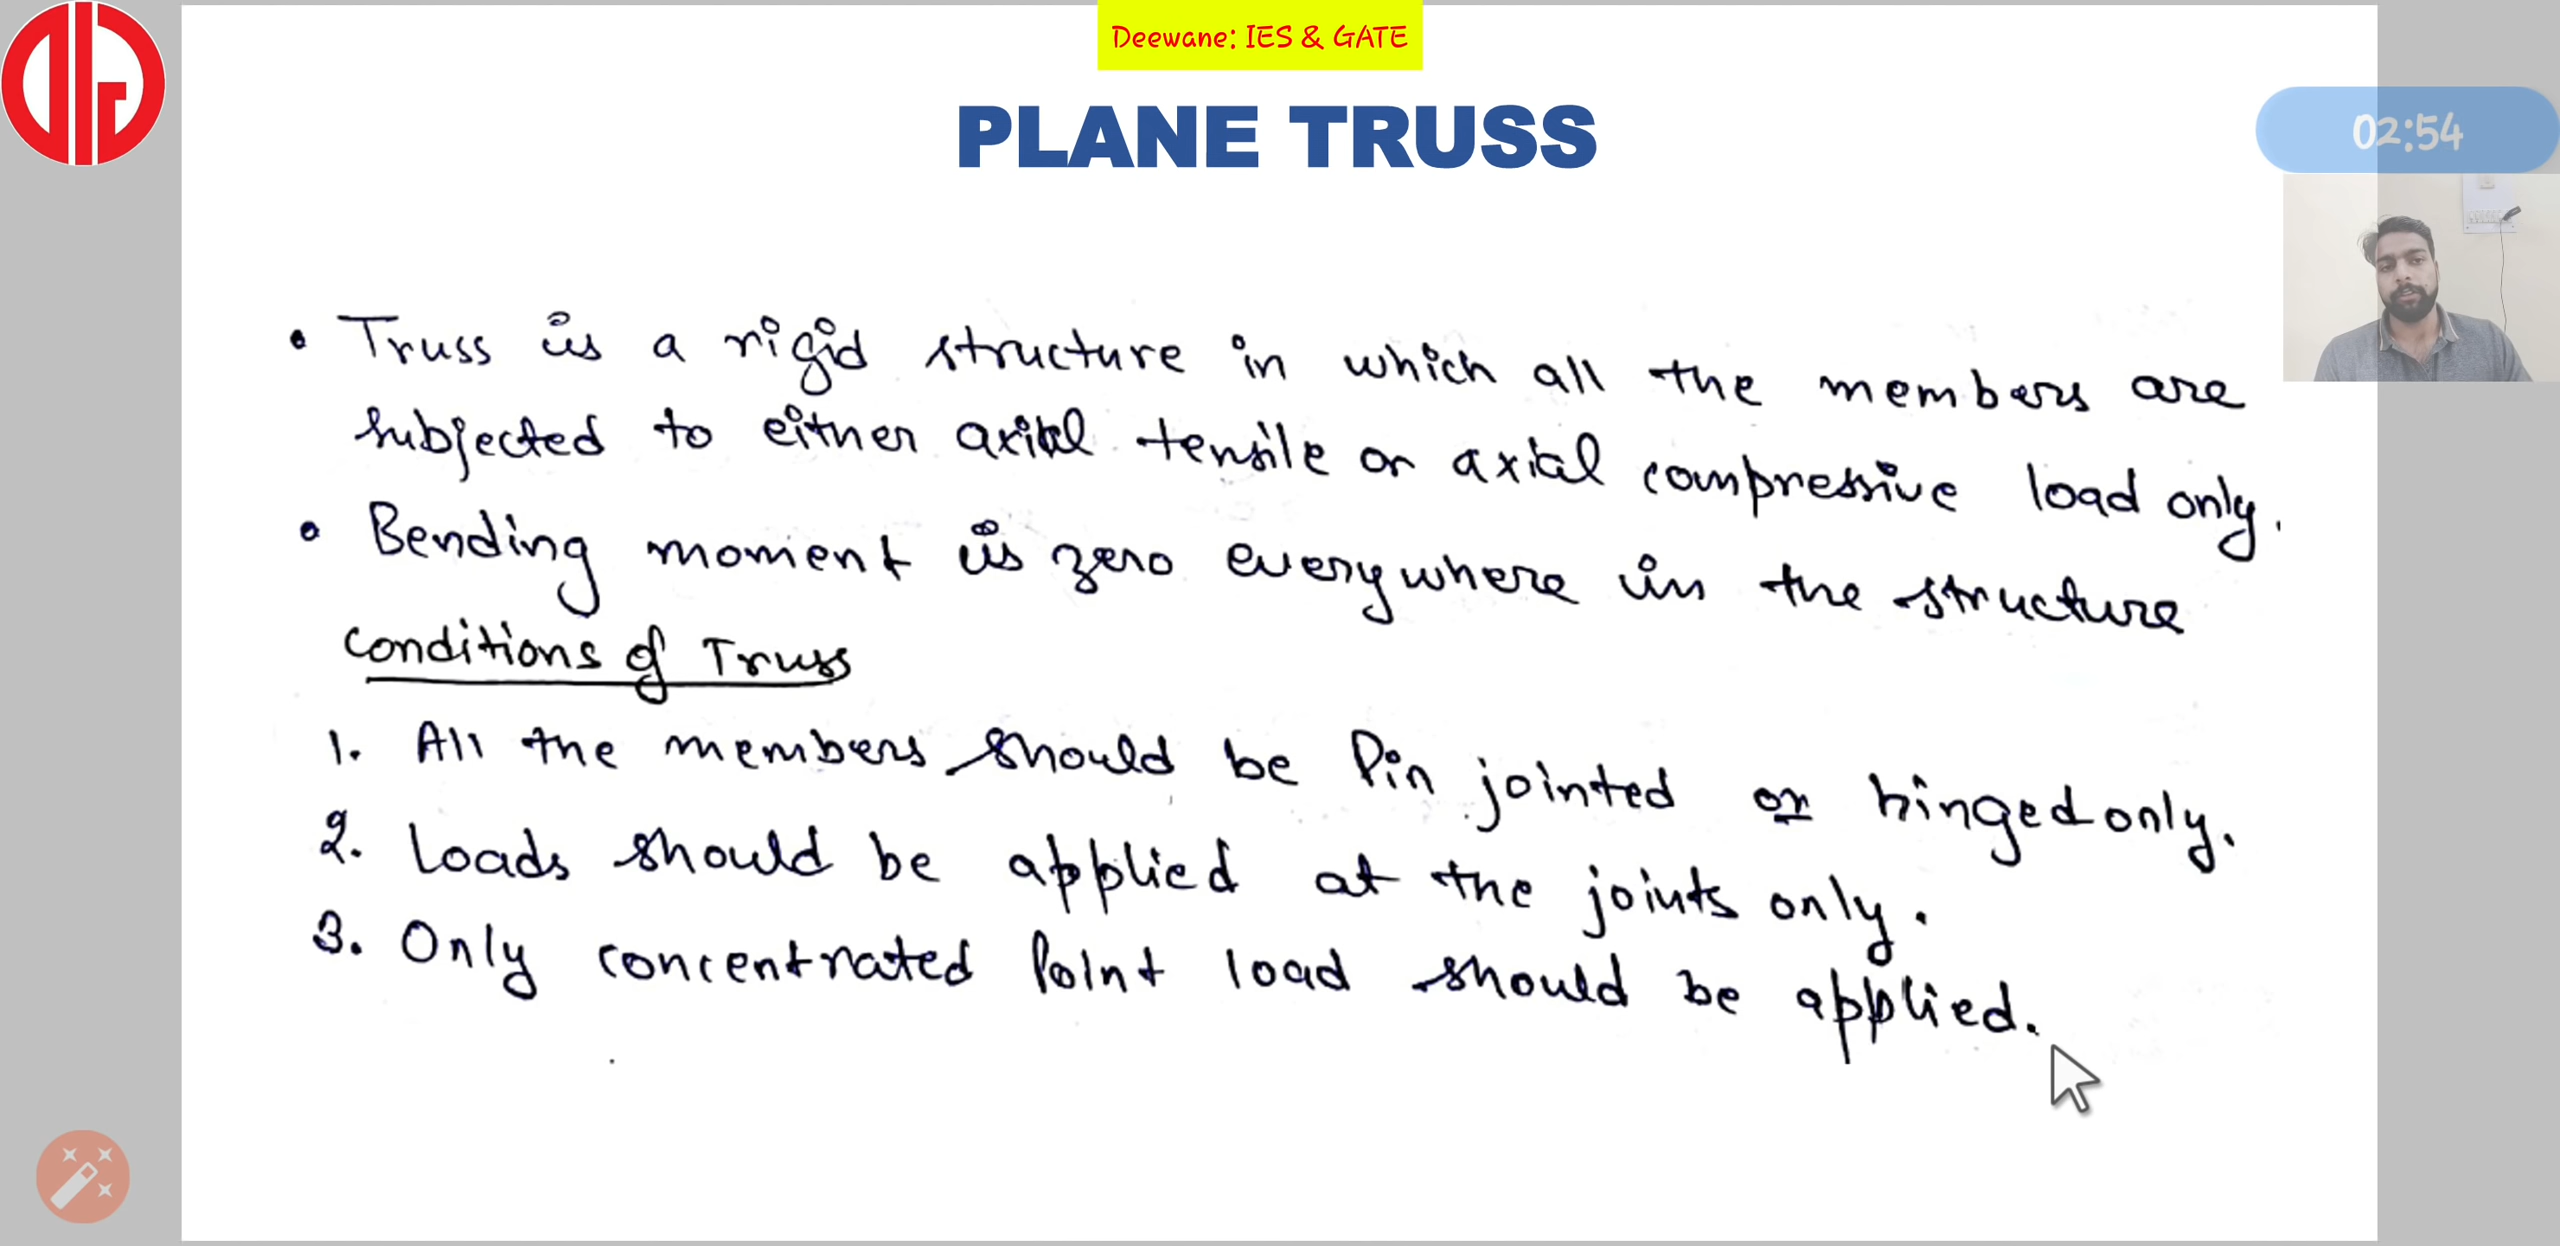 Deewane: IES & GATE
PLANE TRUSS
02:54
• Truss is a rigid structure in which all the members are
subjected to either axial tensile or axial compressive load only.
• Bending moment is zero everywhere in the structure
Conditions of Truss
1. All the members should be Pin jointed or hinged only.
2. Loads should be applied at the joints only.
3. Only concentrated Point load should be applied.